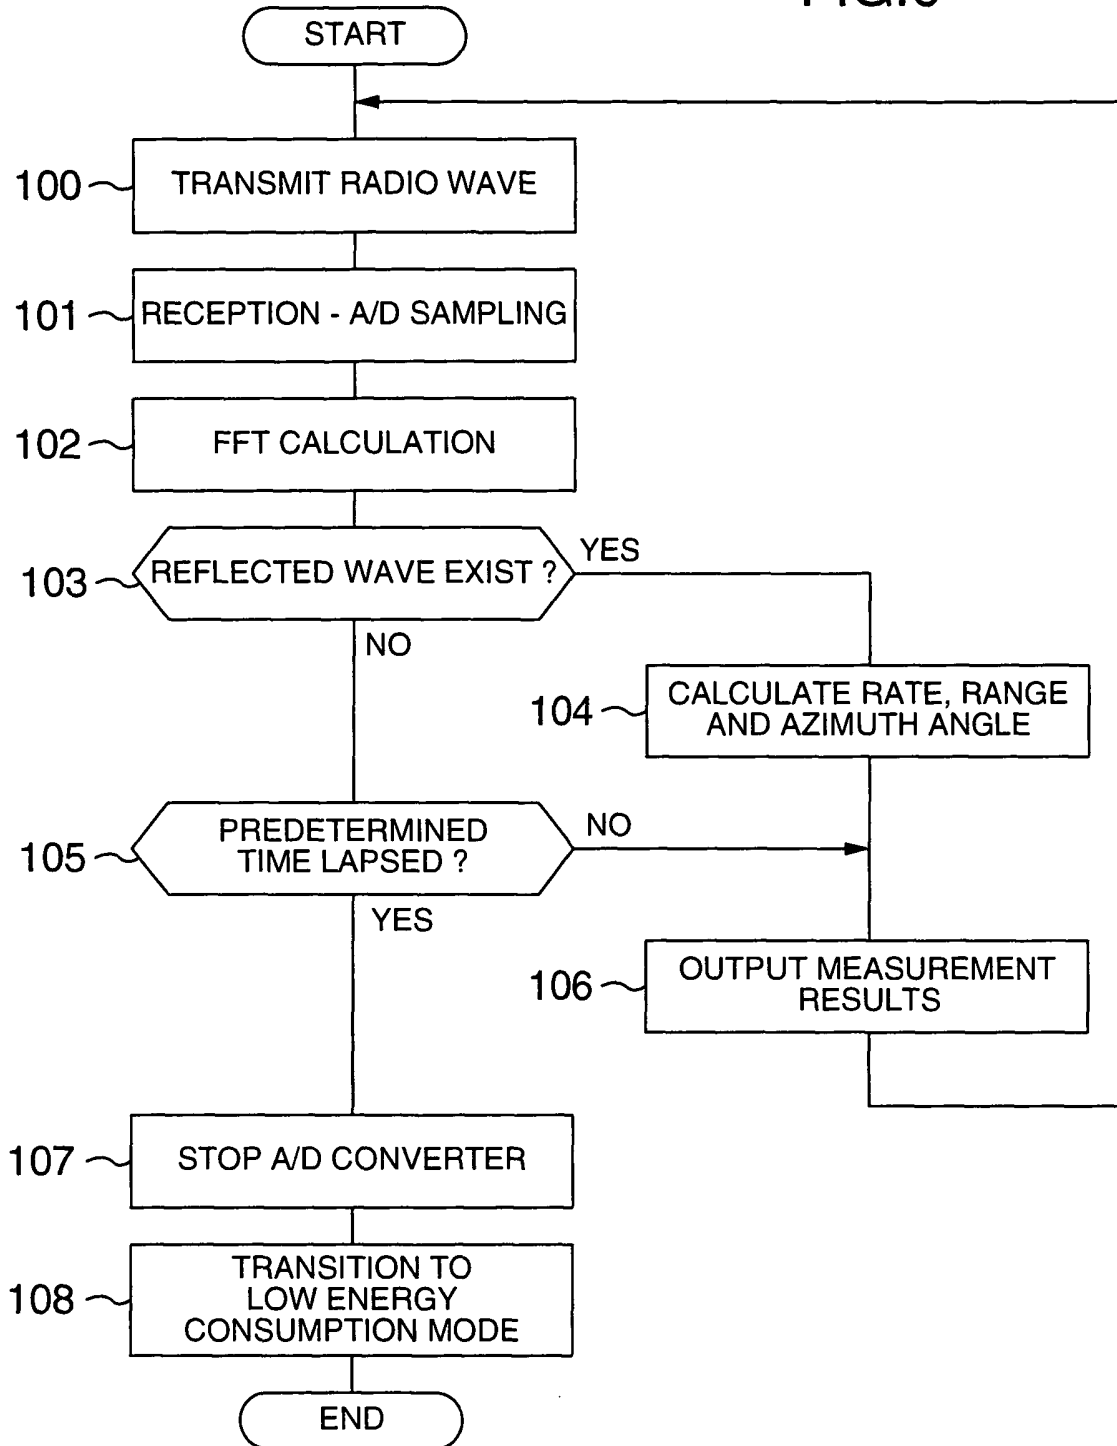 START
100
TRANSMIT RADIO WAVE
101
RECEPTION - A/D SAMPLING
102
FFT CALCULATION
103
REFLECTED WAVE EXIST ?
YES
NO
104
CALCULATE RATE, RANGE
AND AZIMUTH ANGLE
105
PREDETERMINED
TIME LAPSED ?
NO
YES
106
OUTPUT MEASUREMENT
RESULTS
107
STOP A/D CONVERTER
108
TRANSITION TO
LOW ENERGY
CONSUMPTION MODE
END